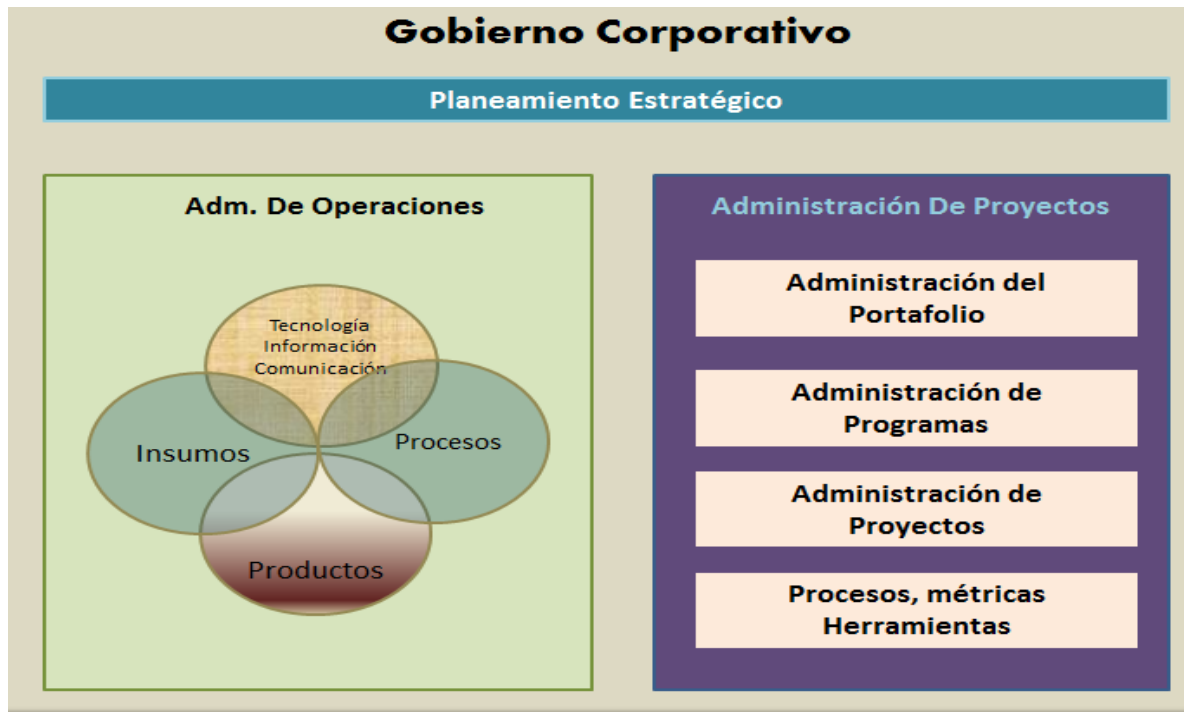 Gobierno Corporativo
Planeamiento Estratégico
Adm. De Operaciones
Tecnología
Información
Comunicación
Insumos
Procesos
Productos
Administración De Proyectos
Administración del
Portafolio
Administración de
Programas
Administración de
Proyectos
Procesos, métricas
Herramientas